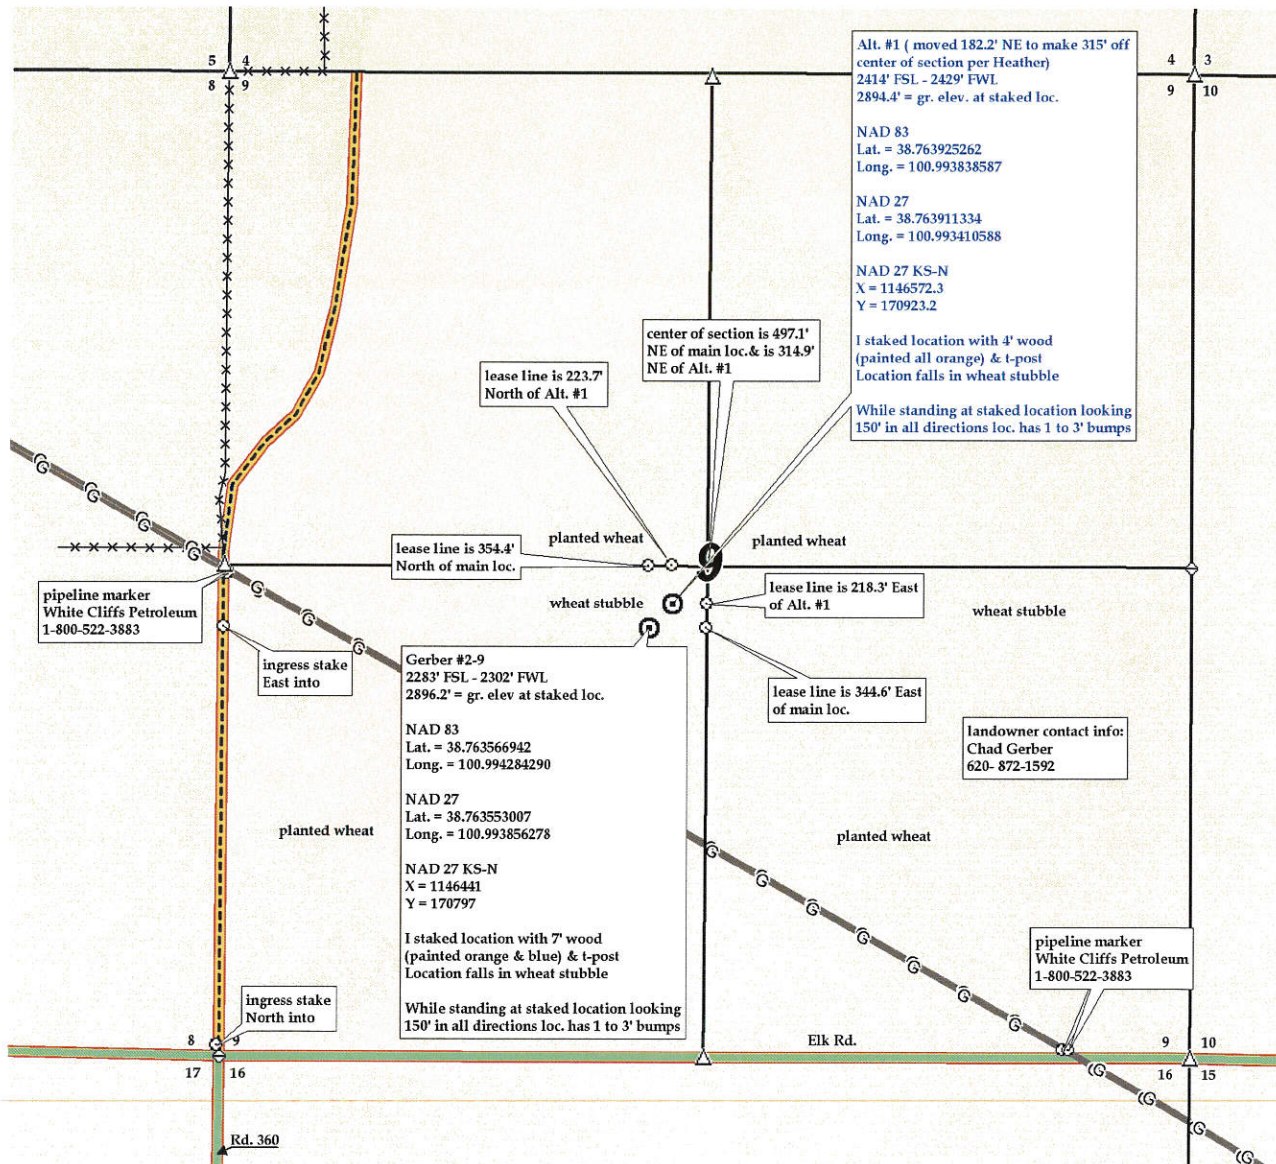 5 4
8 9
4 3
9 10
Alt. #1 ( moved 182.2' NE to make 315' off
center of section per Heather)
2414' FSL - 2429' FWL
2894.4' = gr. elev. at staked loc.
NAD 83
Lat. = 38.763925262
Long. = 100.993838587
NAD 27
Lat. = 38.763911334
Long. = 100.993410588
NAD 27 KS-N
X = 1146572.3
Y = 170923.2
I staked location with 4' wood
(painted all orange) & t-post
Location falls in wheat stubble
While standing at staked location looking
150' in all directions loc. has 1 to 3' bumps
center of section is 497.1'
NE of main loc.& is 314.9'
NE of Alt. #1
lease line is 223.7'
North of Alt. #1
lease line is 354.4'
North of main loc.
planted wheat
9
planted wheat
pipeline marker
White Cliffs Petroleum
1-800-522-3883
wheat stubble
lease line is 218.3' East
of Alt. #1
wheat stubble
ingress stake
East into
lease line is 344.6' East
of main loc.
Gerber #2-9
2283' FSL - 2302' FWL
2896.2' = gr. elev at staked loc.
NAD 83
Lat. = 38.763566942
Long. = 100.994284290
NAD 27
Lat. = 38.763553007
Long. = 100.993856278
NAD 27 KS-N
X = 1146441
Y = 170797
I staked location with 7' wood
(painted orange & blue) & t-post
Location falls in wheat stubble
While standing at staked location looking
150' in all directions loc. has 1 to 3' bumps
landowner contact info:
Chad Gerber
620- 872-1592
planted wheat
planted wheat
pipeline marker
White Cliffs Petroleum
1-800-522-3883
ingress stake
North into
8 9
17 16
Elk Rd.
9 10
16 15
Rd. 360
G G G G G G G G G G G G G G G G G G G